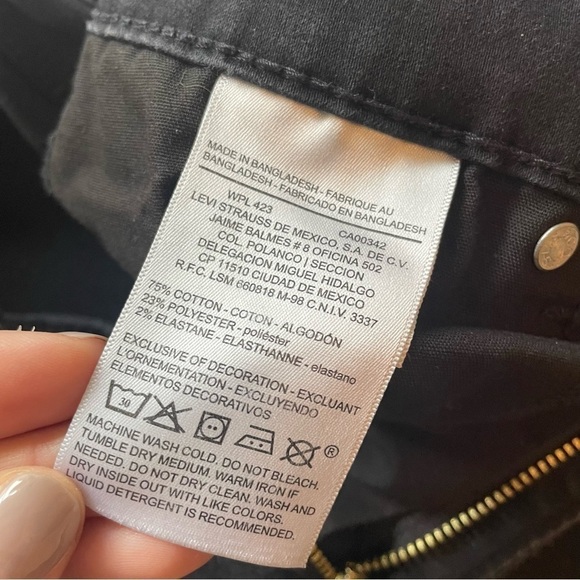 MADE IN BANGLADESH - FABRIQUE AU
BANGLADESH - FABRICADO EN BANGLADESH
WPL 423 CA00342
LEVI STRAUSS DE MEXICO, S.A. DE C.V.
JAIME BALMES # 8 OFICINA 502
COL. POLANCO I SECCION
DELEGACION MIGUEL HIDALGO
CP 11510 CIUDAD DE MEXICO
R.F.C. LSM 660818 M-98 C.N.I.V. 3337
75% COTTON - COTON - ALGODÓN
23% POLYESTER - poliéster
2% ELASTANE - ELASTHANNE - elastano
EXCLUSIVE OF DECORATION - EXCLUANT
L'ORNEMENTATION - EXCLUYENDO
ELEMENTOS DECORATIVOS
30 ®
MACHINE WASH COLD. DO NOT BLEACH.
TUMBLE DRY MEDIUM. WARM IRON IF
NEEDED. DO NOT DRY CLEAN. WASH AND
DRY INSIDE OUT WITH LIKE COLORS.
LIQUID DETERGENT IS RECOMMENDED.